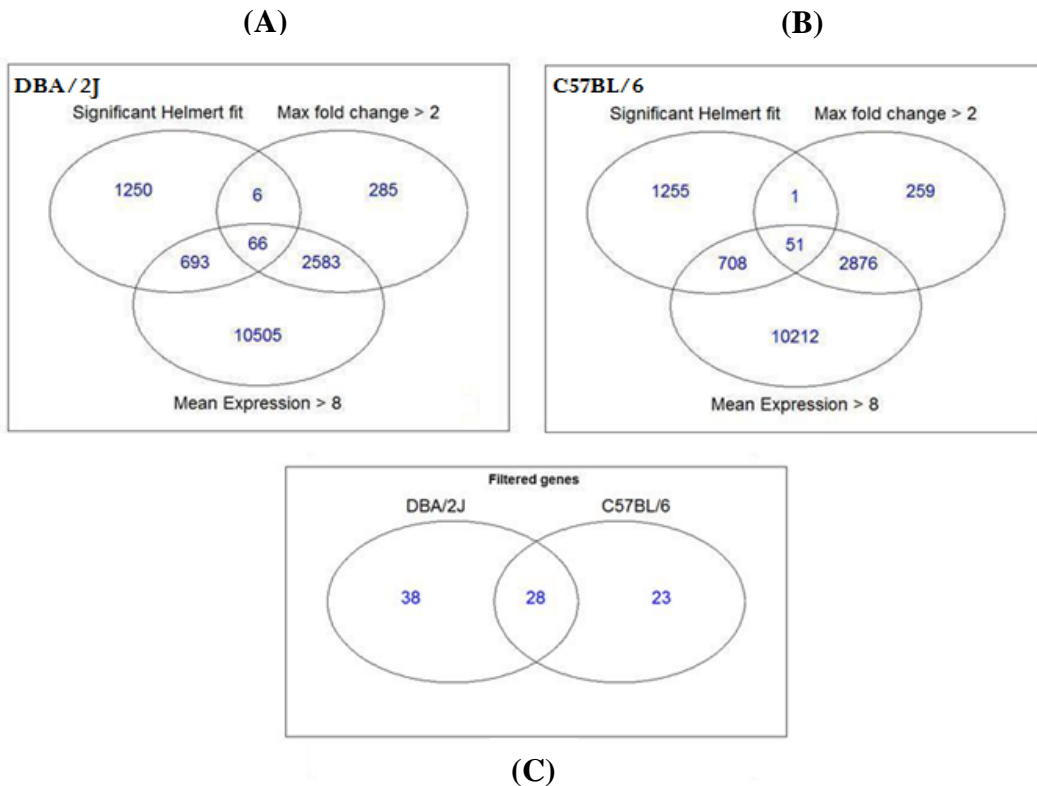 (A)
DBA/2J
Significant Helmert fit
Max fold change > 2
1250
6
285
66
693
2583
10505
Mean Expression > 8
(B)
C57BL/6
Significant Helmert fit
Max fold change > 2
1255
1
259
51
708
2876
10212
Mean Expression > 8
Filtered genes
DBA/2J
C57BL/6
38
28
23
(C)